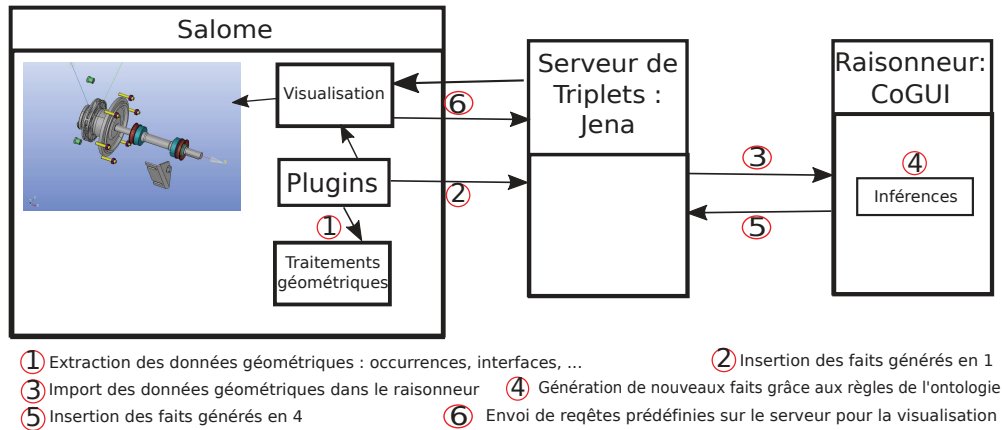 Salome
Visualisation
Plugins
Traitements
géométriques
Serveur de
Triplets :
Jena
Raisonneur:
CoGUI
Inférences
1
2
3
4
5
6
1 Extraction des données géométriques : occurrences, interfaces, ...
2 Insertion des faits générés en 1
3 Import des données géométriques dans le raisonneur
4 Génération de nouveaux faits grâce aux règles de l'ontologie
5 Insertion des faits générés en 4
6 Envoi de reqêtes prédéfinies sur le serveur pour la visualisation